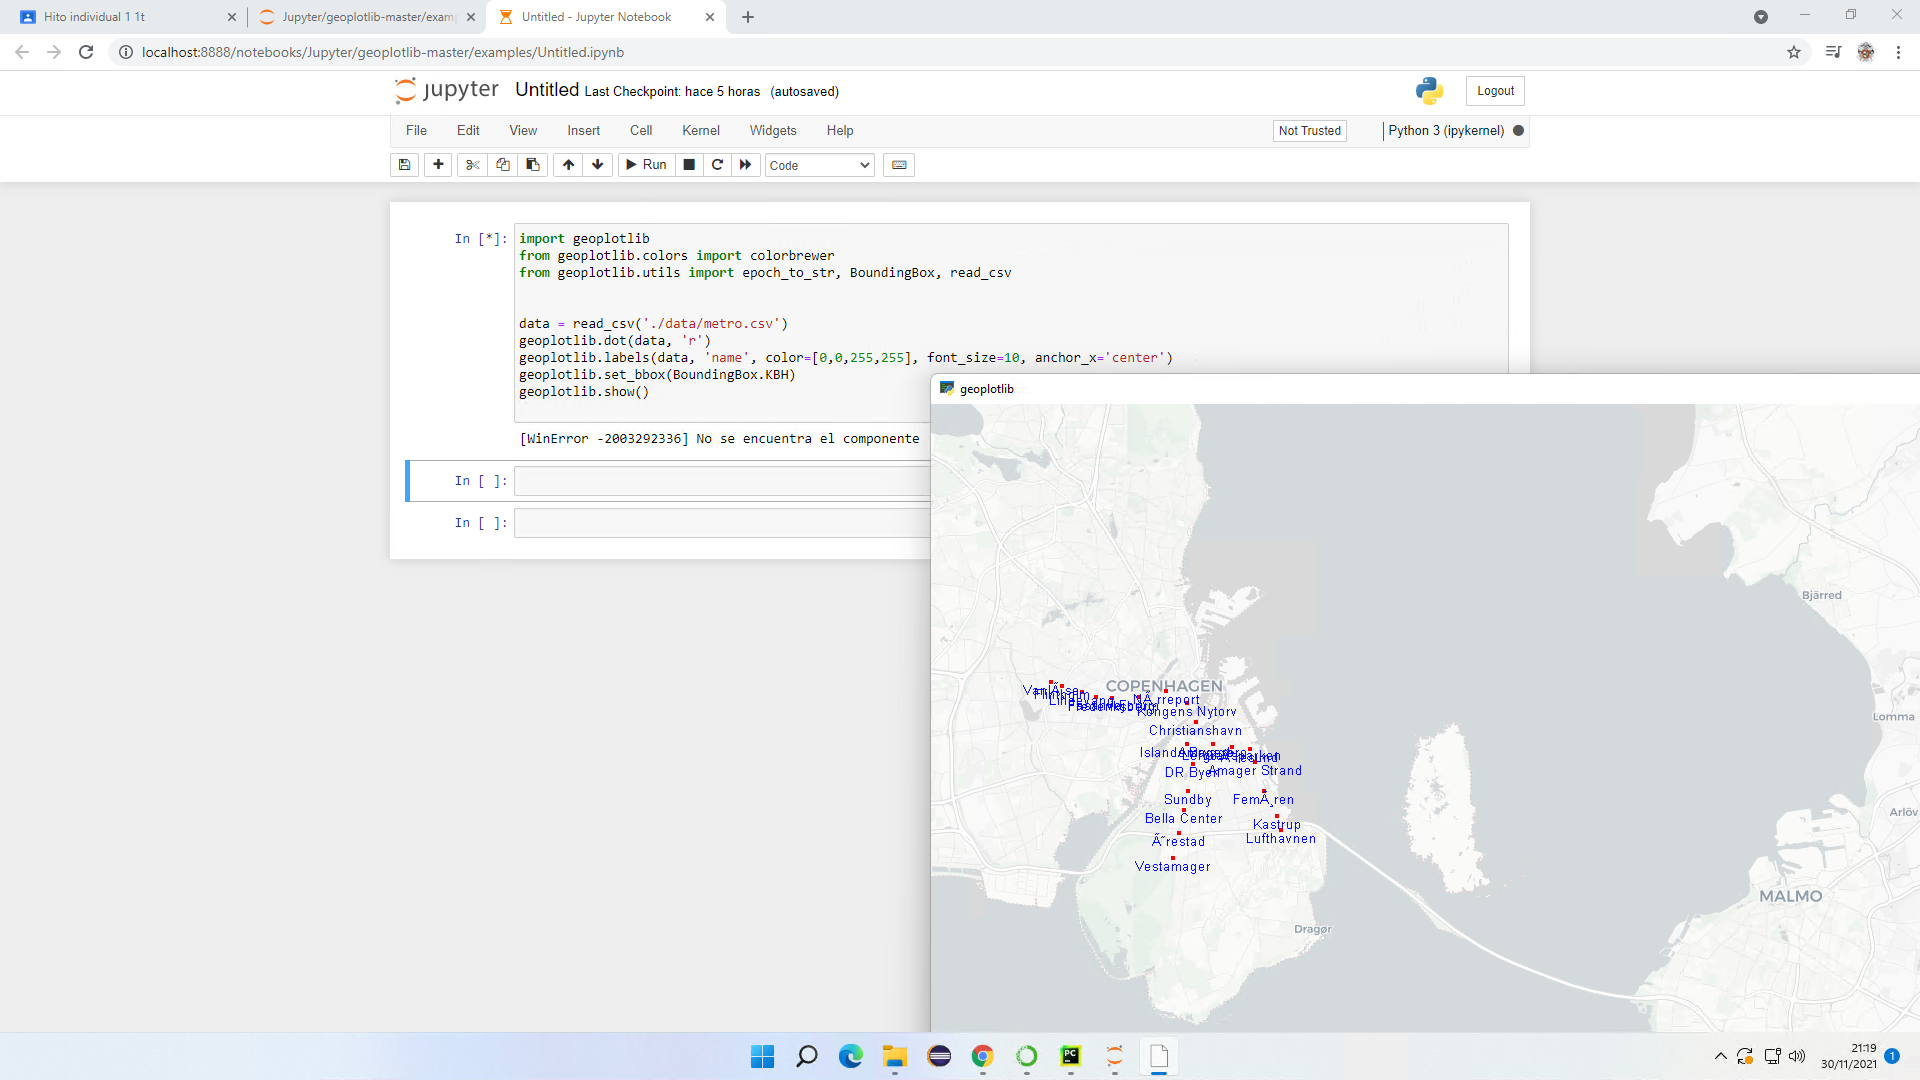 Hito individual 1 1t
Jupyter/geoplotlib-master/exam
Untitled - Jupyter Notebook
localhost:8888/notebooks/Jupyter/geoplotlib-master/examples/Untitled.ipynb
jupyter Untitled Last Checkpoint: hace 5 horas (autosaved)
Logout
File Edit View Insert Cell Kernel Widgets Help
Not Trusted
Python 3 (ipykernel)
Run
Code
In [*]:
import geoplotlib
from geoplotlib.colors import colorbrewer
from geoplotlib.utils import epoch_to_str, BoundingBox, read_csv
data = read_csv('./data/metro.csv')
geoplotlib.dot(data, 'r')
geoplotlib.labels(data, 'name', color=[0,0,255,255], font_size=10, anchor_x='center')
geoplotlib.set_bbox(BoundingBox.KBH)
geoplotlib.show()
[WinError -2003292336] No se encuentra el componente
In [ ]:
In [ ]:
geoplotlib
Bjärred
COPENHAGEN
NÃ¸rreport
Kongens Nytorv
Lomma
Christianshavn
DR Byen
Amager Strand
Sundby
FemÃ¸ren
Bella Center
Kastrup
Arlöv
Lufthavnen
Ã˜restad
Vestamager
MALMO
Dragør
PC
21:19
30/11/2021
1